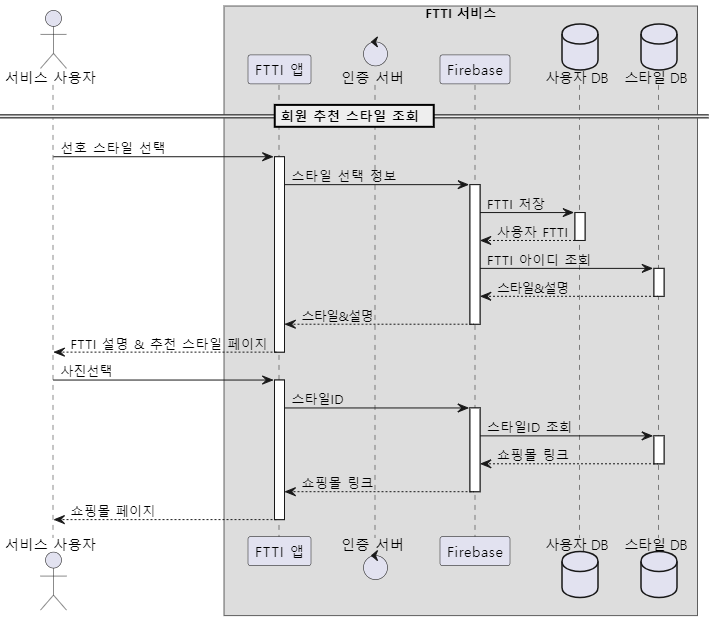 FTTI 서비스
서비스 사용자
FTTI 앱
인증 서버
Firebase
사용자 DB
스타일 DB
회원 추천 스타일 조회
선호 스타일 선택
스타일 선택 정보
FTTI 저장
사용자 FTTI
FTTI 아이디 조회
스타일&설명
스타일&설명
FTTI 설명 & 추천 스타일 페이지
사진선택
스타일ID
스타일ID 조회
쇼핑몰 링크
쇼핑몰 링크
쇼핑몰 페이지
서비스 사용자
FTTI 앱
인증 서버
Firebase
사용자 DB
스타일 DB